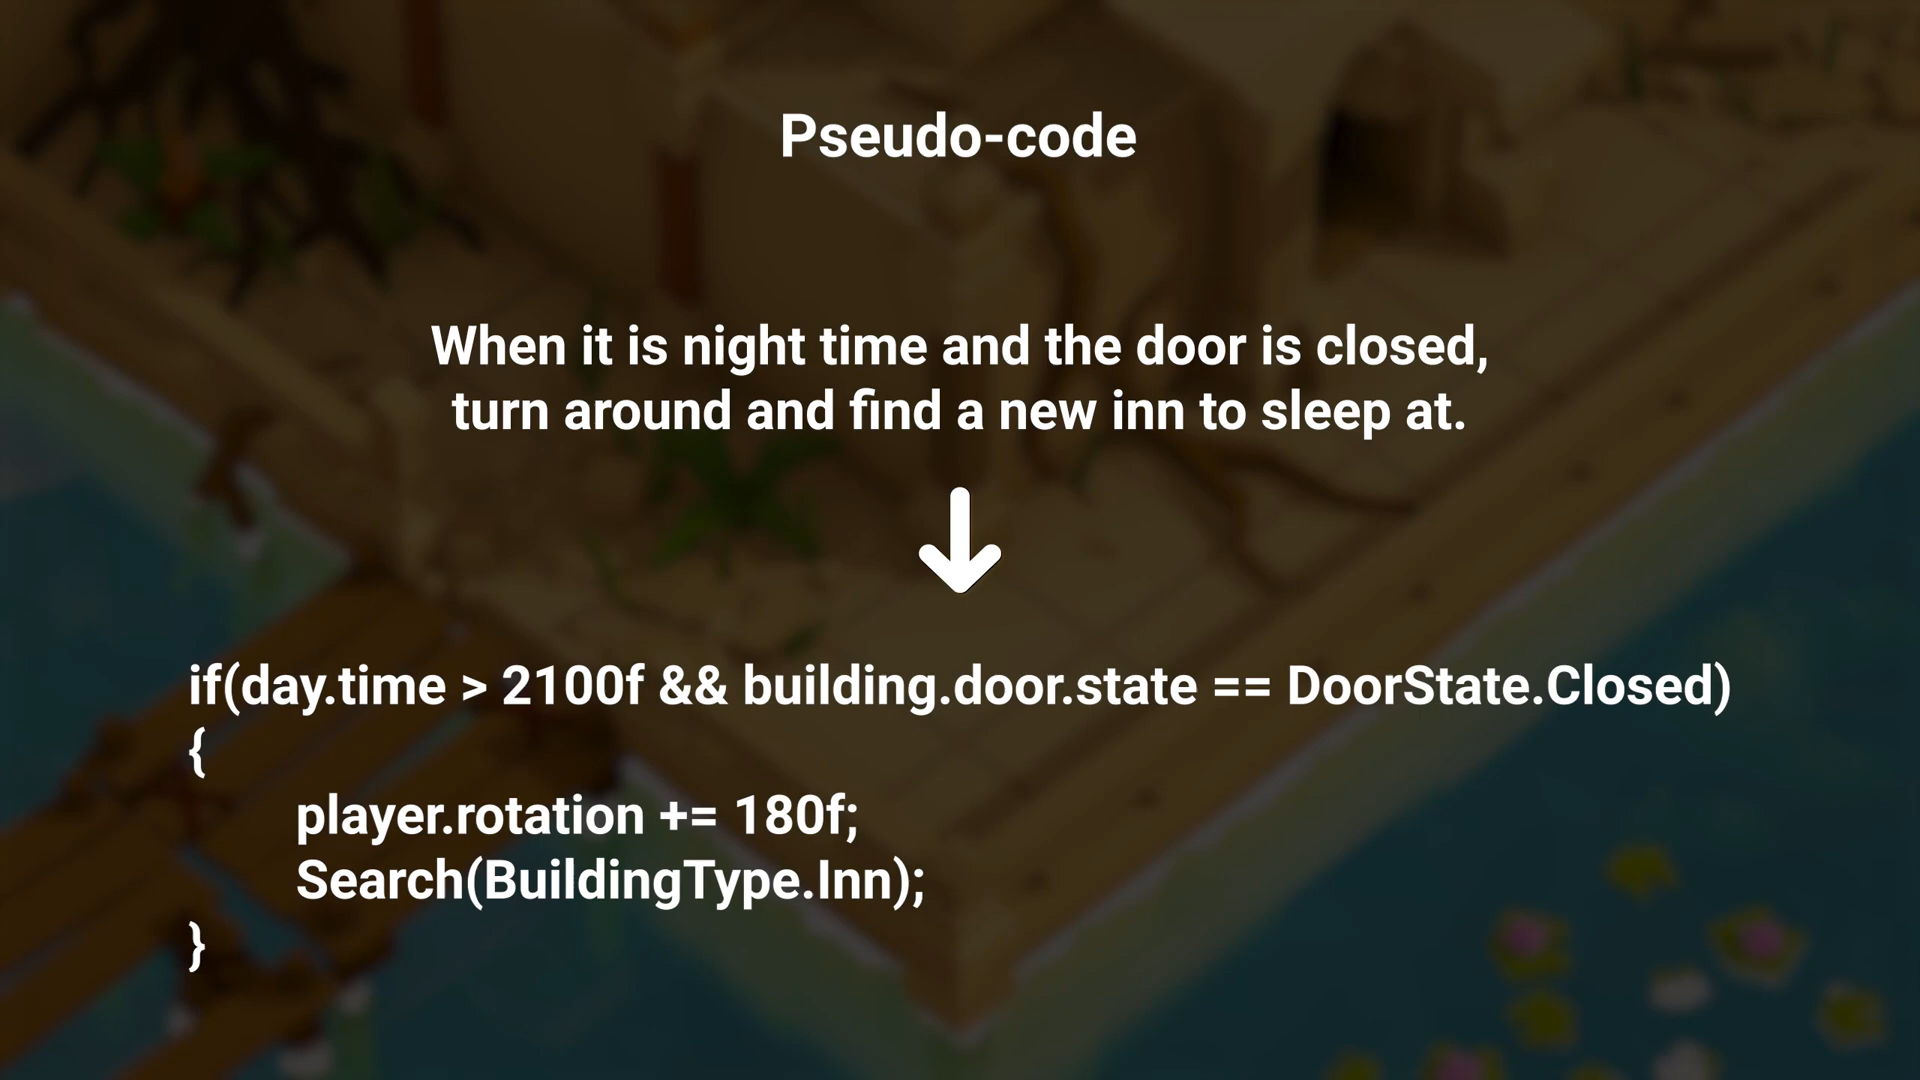 Pseudo-code
When it is night time and the door is closed,
turn around and find a new inn to sleep at.
if(day.time > 2100f && building.door.state == DoorState.Closed)
{
player.rotation += 180f;
Search(BuildingType.Inn);
}